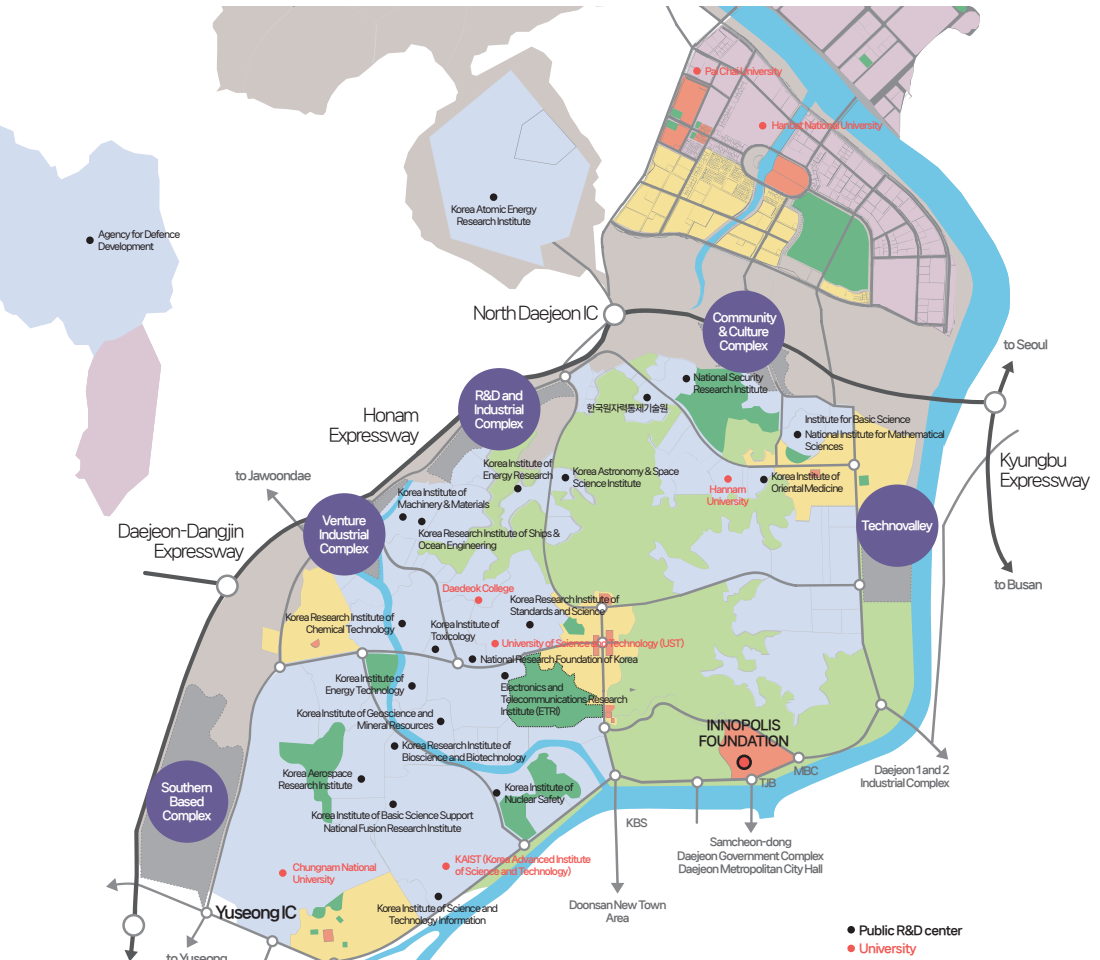 Pai Chai University
Hanbat National University
Korea Atomic Energy
Research Institute
Agency for Defence
Development
North Daejeon IC
Community
& Culture
Complex
to Seoul
R&D and
Industrial
Complex
National Security
Research Institute
한국원자력통제기술원
Honam
Expressway
Institute for Basic Science
National Institute for Mathematical
Sciences
Kyungbu
Expressway
Korea Institute of
Energy Research
Korea Astronomy & Space
Science Institute
Hannam
University
Korea Institute of
Oriental Medicine
to Jawoondae
Korea Institute of
Machinery & Materials
Korea Research Institute of Ships &
Ocean Engineering
Venture
Industrial
Complex
Technovalley
Daejeon-Dangjin
Expressway
to Busan
Daedeok College
Korea Research Institute of
Standards and Science
Korea Research Institute of
Chemical Technology
Korea Institute of
Toxicology
University of Science and Technology (UST)
National Research Foundation of Korea
Korea Institute of
Energy Technology
Electronics and
Telecommunications Research
Institute (ETRI)
Korea Institute of Geoscience and
Mineral Resources
Korea Research Institute of
Bioscience and Biotechnology
INNOPOLIS
FOUNDATION
MBC
TJB
Daejeon 1 and 2
Industrial Complex
Korea Aerospace
Research Institute
Korea Institute of
Nuclear Safety
Southern
Based
Complex
Korea Institute of Basic Science Support
National Fusion Research Institute
KBS
Samcheon-dong
Daejeon Government Complex
Daejeon Metropolitan City Hall
Chungnam National
University
KAIST (Korea Advanced Institute
of Science and Technology)
Doonsan New Town
Area
Korea Institute of Science and
Technology Information
Yuseong IC
to Yuseong
Public R&D center
University